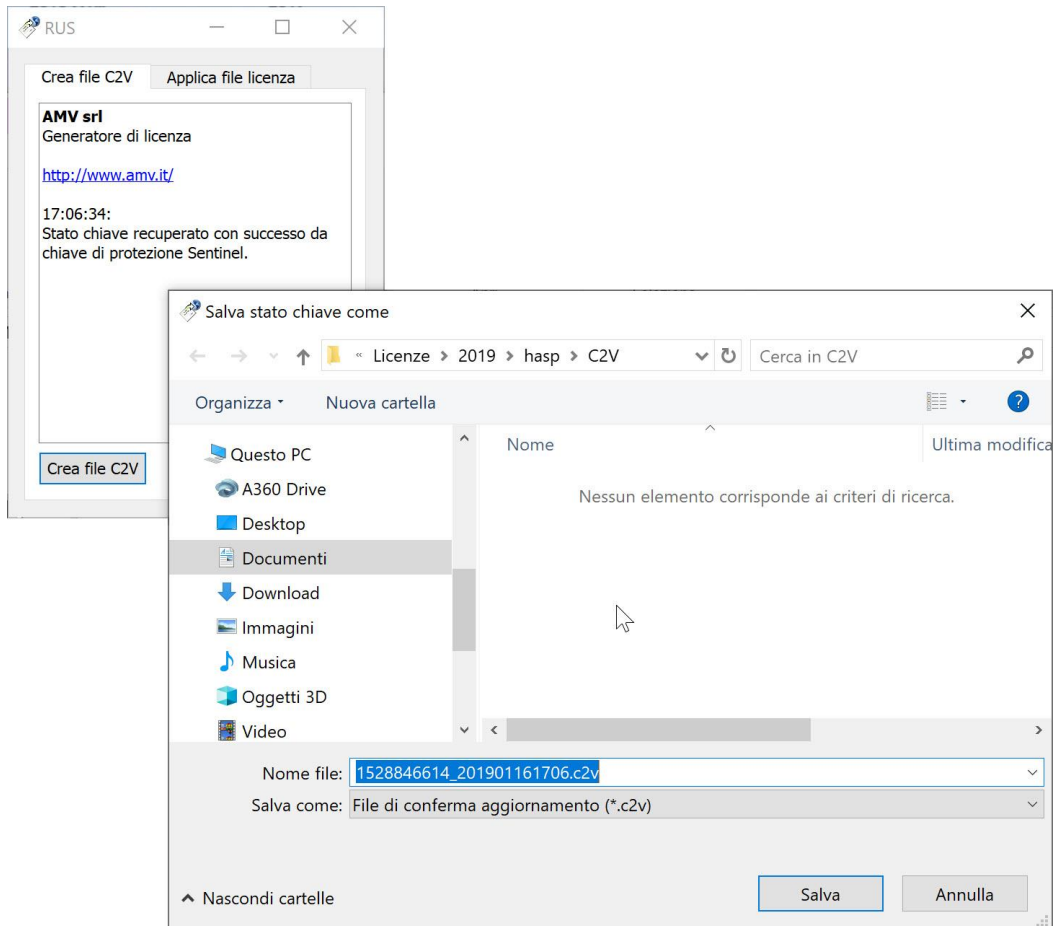 RUS
Crea file C2V
Applica file licenza
AMV srl
Generatore di licenza
http://www.amv.it/
17:06:34:
Stato chiave recuperato con successo da
chiave di protezione Sentinel.
Crea file C2V
Salva stato chiave come
« Licenze > 2019 > hasp > C2V
Cerca in C2V
Organizza
Nuova cartella
?
Questo PC
A360 Drive
Desktop
Documenti
Download
Immagini
Musica
Oggetti 3D
Video
Nome
Ultima modifica
Nessun elemento corrisponde ai criteri di ricerca.
Nome file: 1528846614_201901161706.c2v
Salva come: File di conferma aggiornamento (*.c2v)
Nascondi cartelle
Salva
Annulla